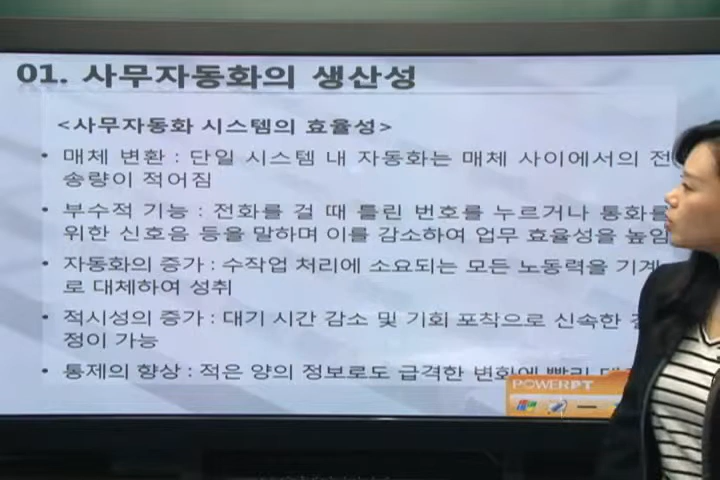 01. 사무자동화의 생산성
<사무자동화 시스템의 효율성>
• 매체 변환 : 단일 시스템 내 자동화는 매체 사이에서의 전
송량이 적어짐
• 부수적 기능 : 전화를 걸 때 틀린 번호를 누르거나 통화를
위한 신호음 등을 말하며 이를 감소하여 업무 효율성을 높임
• 자동화의 증가 : 수작업 처리에 소요되는 모든 노동력을 기계
로 대체하여 성취
• 적시성의 증가 : 대기 시간 감소 및 기회 포착으로 신속한
정이 가능
• 통제의 향상 : 적은 양의 정보로도 급격한 변화에 빨리
POWERPT